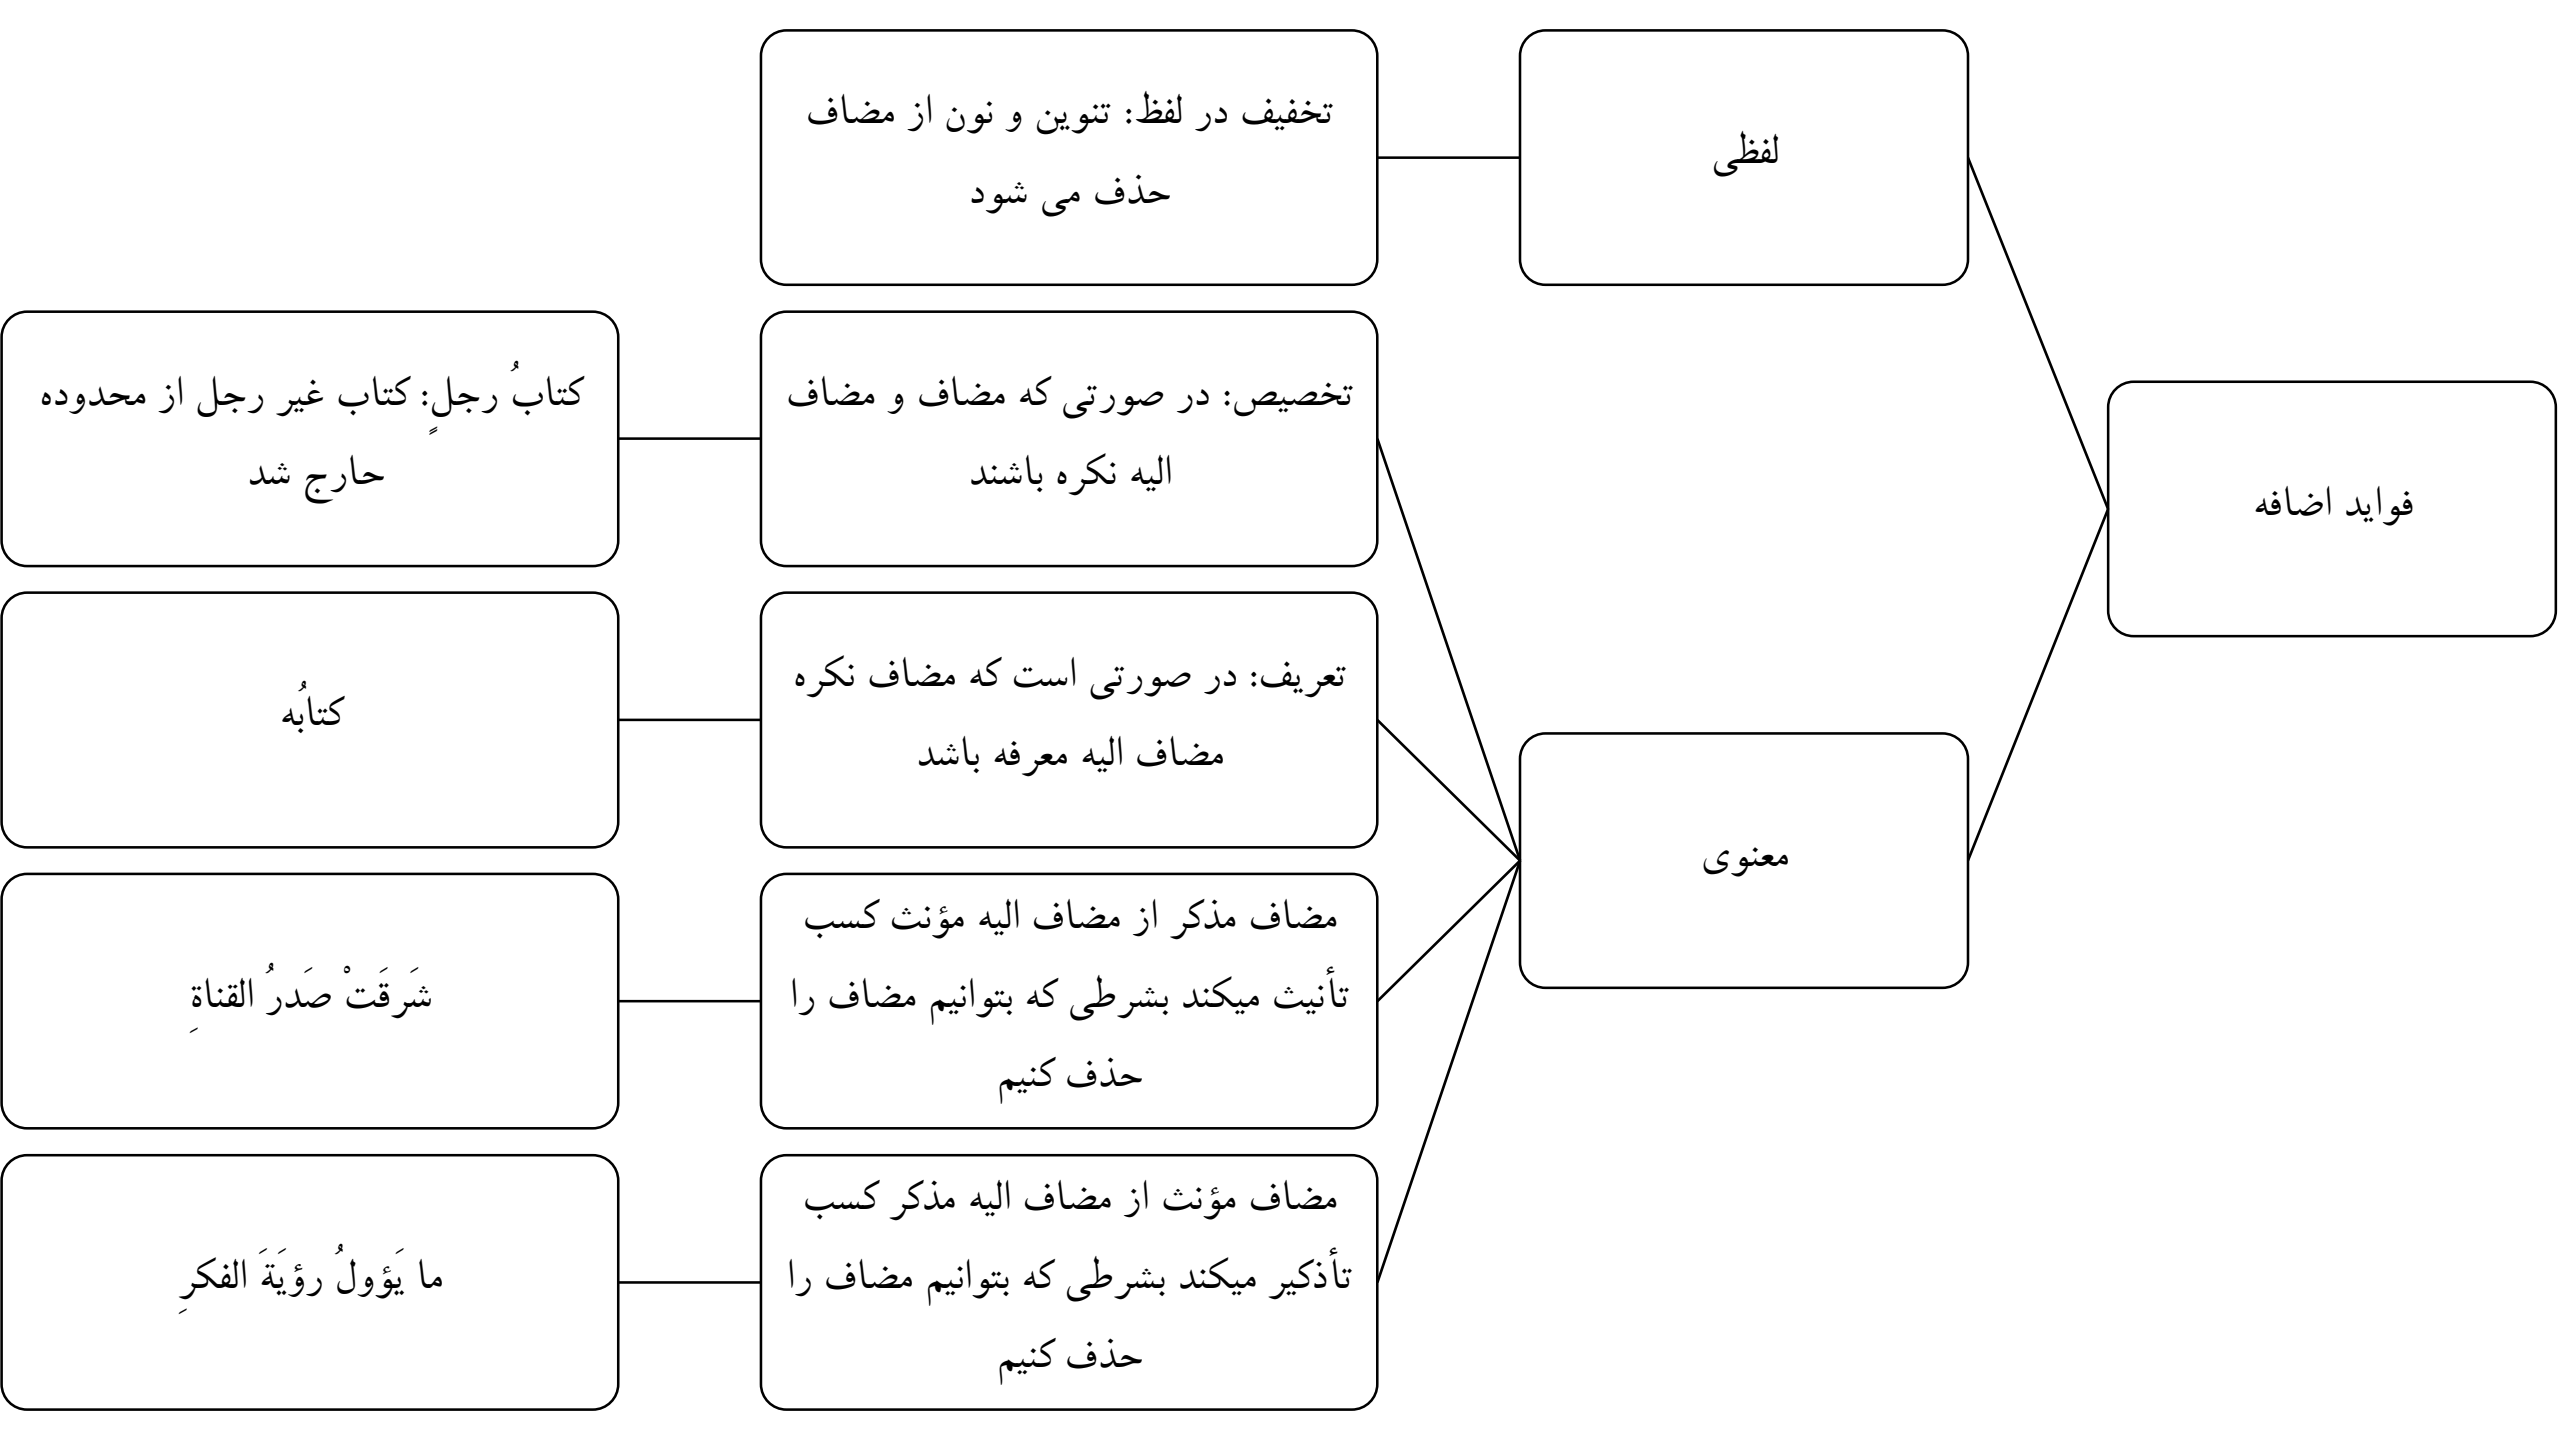 فواید اضافه
لفظی
تخفیف در لفظ: تنوین و نون از مضاف
حذف می شود
معنوی
تخصیص: در صورتی که مضاف و مضاف
الیه نکره باشند
کتابُ رجلٍ: کتاب غیر رجل از محدوده
حارج شد
تعریف: در صورتی است که مضاف نکره
مضاف الیه معرفه باشد
کتابُه
مضاف مذکر از مضاف الیه مؤنث کسب
تأنیث میکند بشرطی که بتوانیم مضاف را
حذف کنیم
شَرقَتْ صَدرُ القناةِ
مضاف مؤنث از مضاف الیه مذکر کسب
تأذکیر میکند بشرطی که بتوانیم مضاف را
حذف کنیم
ما یَؤولُ رؤیَةَ الفکرِ